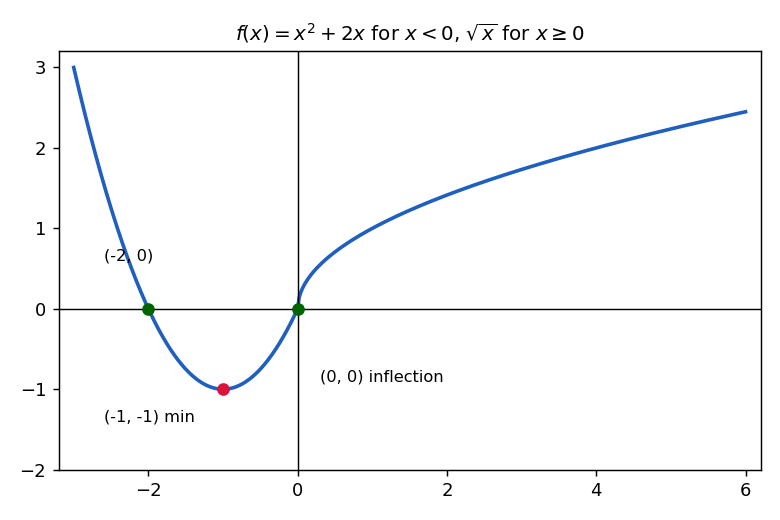 f(x) = x² + 2x for x < 0, √x for x ≥ 0
3
2
1
(-2, 0)
0
(0, 0) inflection
−1
(-1, -1) min
−2
−2 0 2 4 6